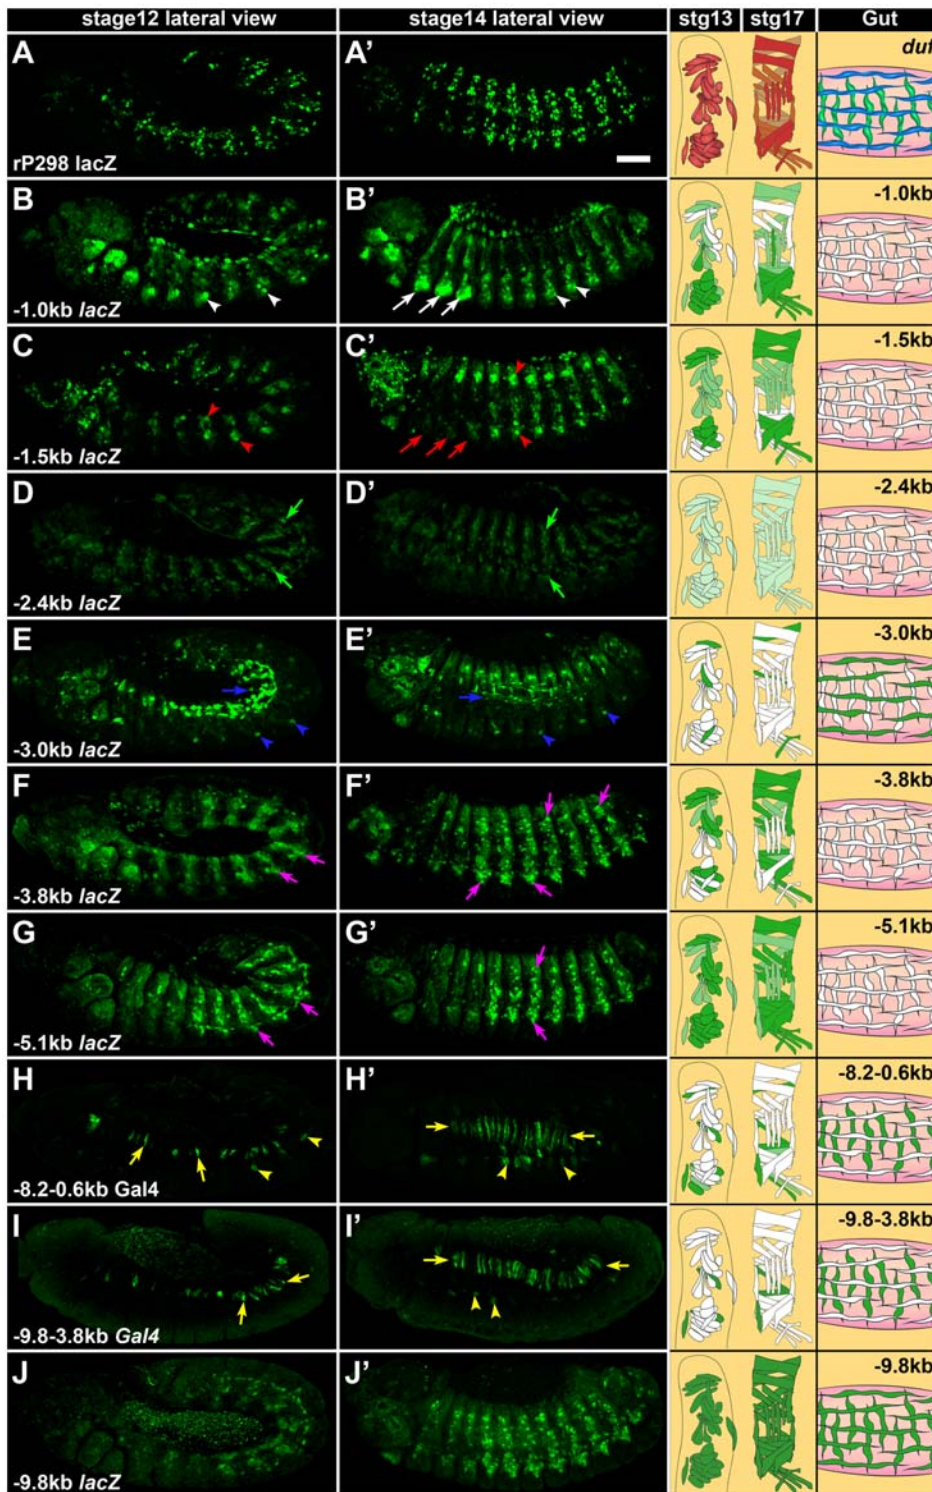 stage12 lateral view stage14 lateral view stg13 stg17 Gut
A A’ duf
rP298 lacZ
B B’ -1.0kb
-1.0kb lacZ
C C’ -1.5kb
-1.5kb lacZ
D D’ -2.4kb
-2.4kb lacZ
E E’ -3.0kb
-3.0kb lacZ
F F’ -3.8kb
-3.8kb lacZ
G G’ -5.1kb
-5.1kb lacZ
H H’ -8.2-0.6kb
-8.2-0.6kb Gal4
I I’ -9.8-3.8kb
-9.8-3.8kb Gal4
J J’ -9.8kb
-9.8kb lacZ